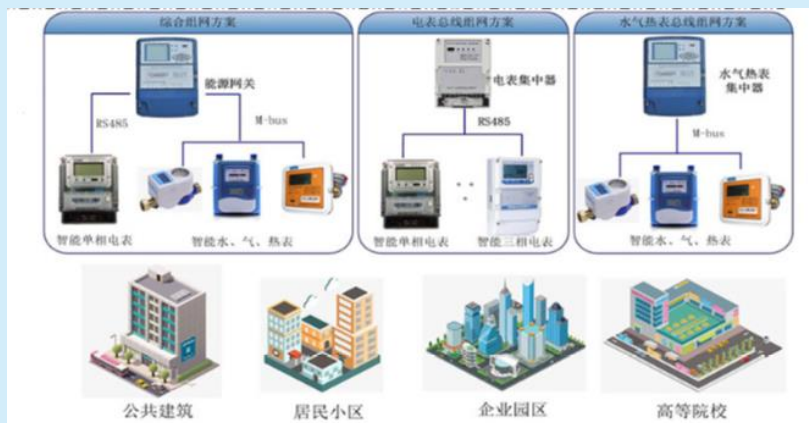 综合组网方案
电表总线组网方案
水气热表总线组网方案
能源网关
电表集中器
水气热表
集中器
RS485
M-bus
RS485
M-bus
智能单相电表
智能水、气、热表
智能单相电表
智能三相电表
智能水、气、热表
公共建筑
居民小区
企业园区
高等院校